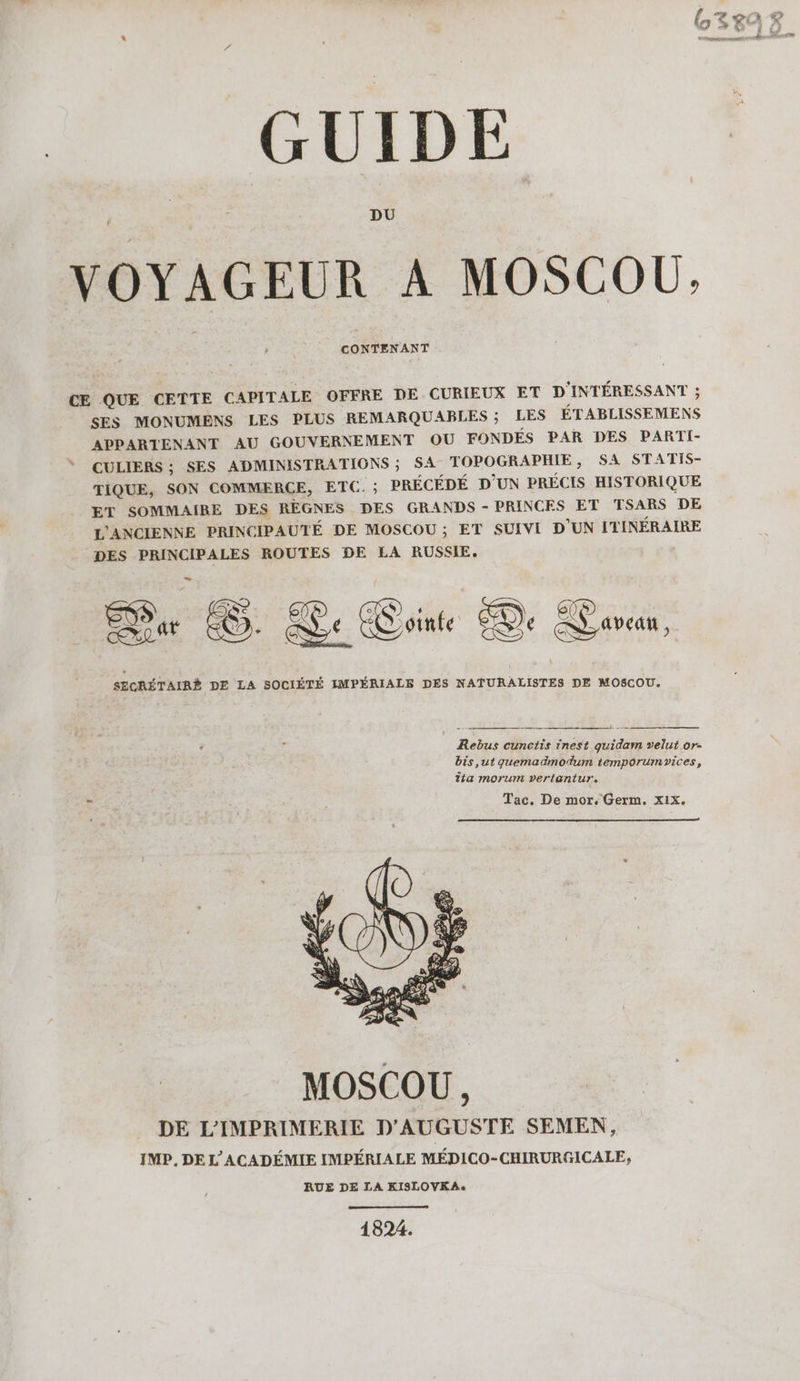 63898
GUIDE
DU
VOYAGEUR A MOSCOU,
CONTENANT
CE QUE CETTE CAPITALE OFFRE DE CURIEUX ET D'INTÉRESSANT ;
SES MONUMENS LES PLUS REMARQUABLES ; LES ÉTABLISSEMENS
APPARTENANT AU GOUVERNEMENT OU FONDÉS PAR DES PARTI-
CULIERS ; SES ADMINISTRATIONS ; SA TOPOGRAPHIE, SA STATIS-
TIQUE, SON COMMERCE, ETC. ; PRÉCÉDÉ D'UN PRÉCIS HISTORIQUE
ET SOMMAIRE DES RÈGNES DES GRANDS - PRINCES ET TSARS DE
L'ANCIENNE PRINCIPAUTÉ DE MOSCOU ; ET SUIVI D'UN ITINÉRAIRE
DES PRINCIPALES ROUTES DE LA RUSSIE.
Par G. Le Cointe De Laveau,
SECRÉTAIRE DE LA SOCIÉTÉ IMPÉRIALE DES NATURALISTES DE MOSCOU.
Rebus cunctis inest quidam velut or-
bis, ut quemadmodum temporum vices,
ita morum vertantur.
Tac. De mor. Germ. XIX.
MOSCOU,
DE L'IMPRIMERIE D'AUGUSTE SEMEN,
IMP. DE L'ACADÉMIE IMPÉRIALE MÉDICO-CHIRURGICALE,
RUE DE LA KISLOVKA.
1824.